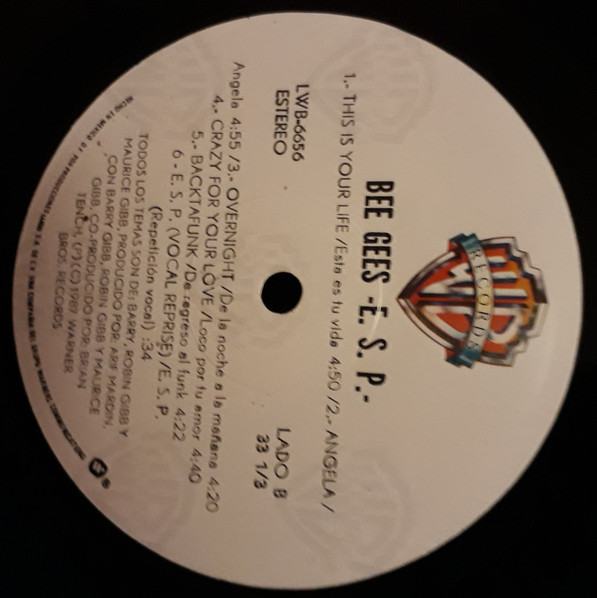 WB
RECORDS
BEE GEES -E. S. P.-
1.- THIS IS YOUR LIFE /Esta es tu vida 4:50 /2.- ANGELA /
LWB-6656
ESTEREO
LADO B
33 1/3
Angela 4:55 /3.- OVERNIGHT /De la noche a la mañana 4:20
4.- CRAZY FOR YOUR LOVE /Loco por tu amor 4:40
5.- BACKTAFUNK /De regreso al funk 4:22
6 - E. S. P. (VOCAL REPRISE) /E. S. P.
(Repetición vocal) :34
TODOS LOS TEMAS SON DE: BARRY, ROBIN GIBB Y
MAURICE GIBB, PRODUCIDO POR: ARIF MARDIN,
CON BARRY GIBB, ROBIN GIBB Y MAURICE
GIBB, CO-PRODUCIDO POR: BRIAN
TENCH, (P) (C) 1987 WARNER
BROS. RECORDS
HECHO EN MEXICO